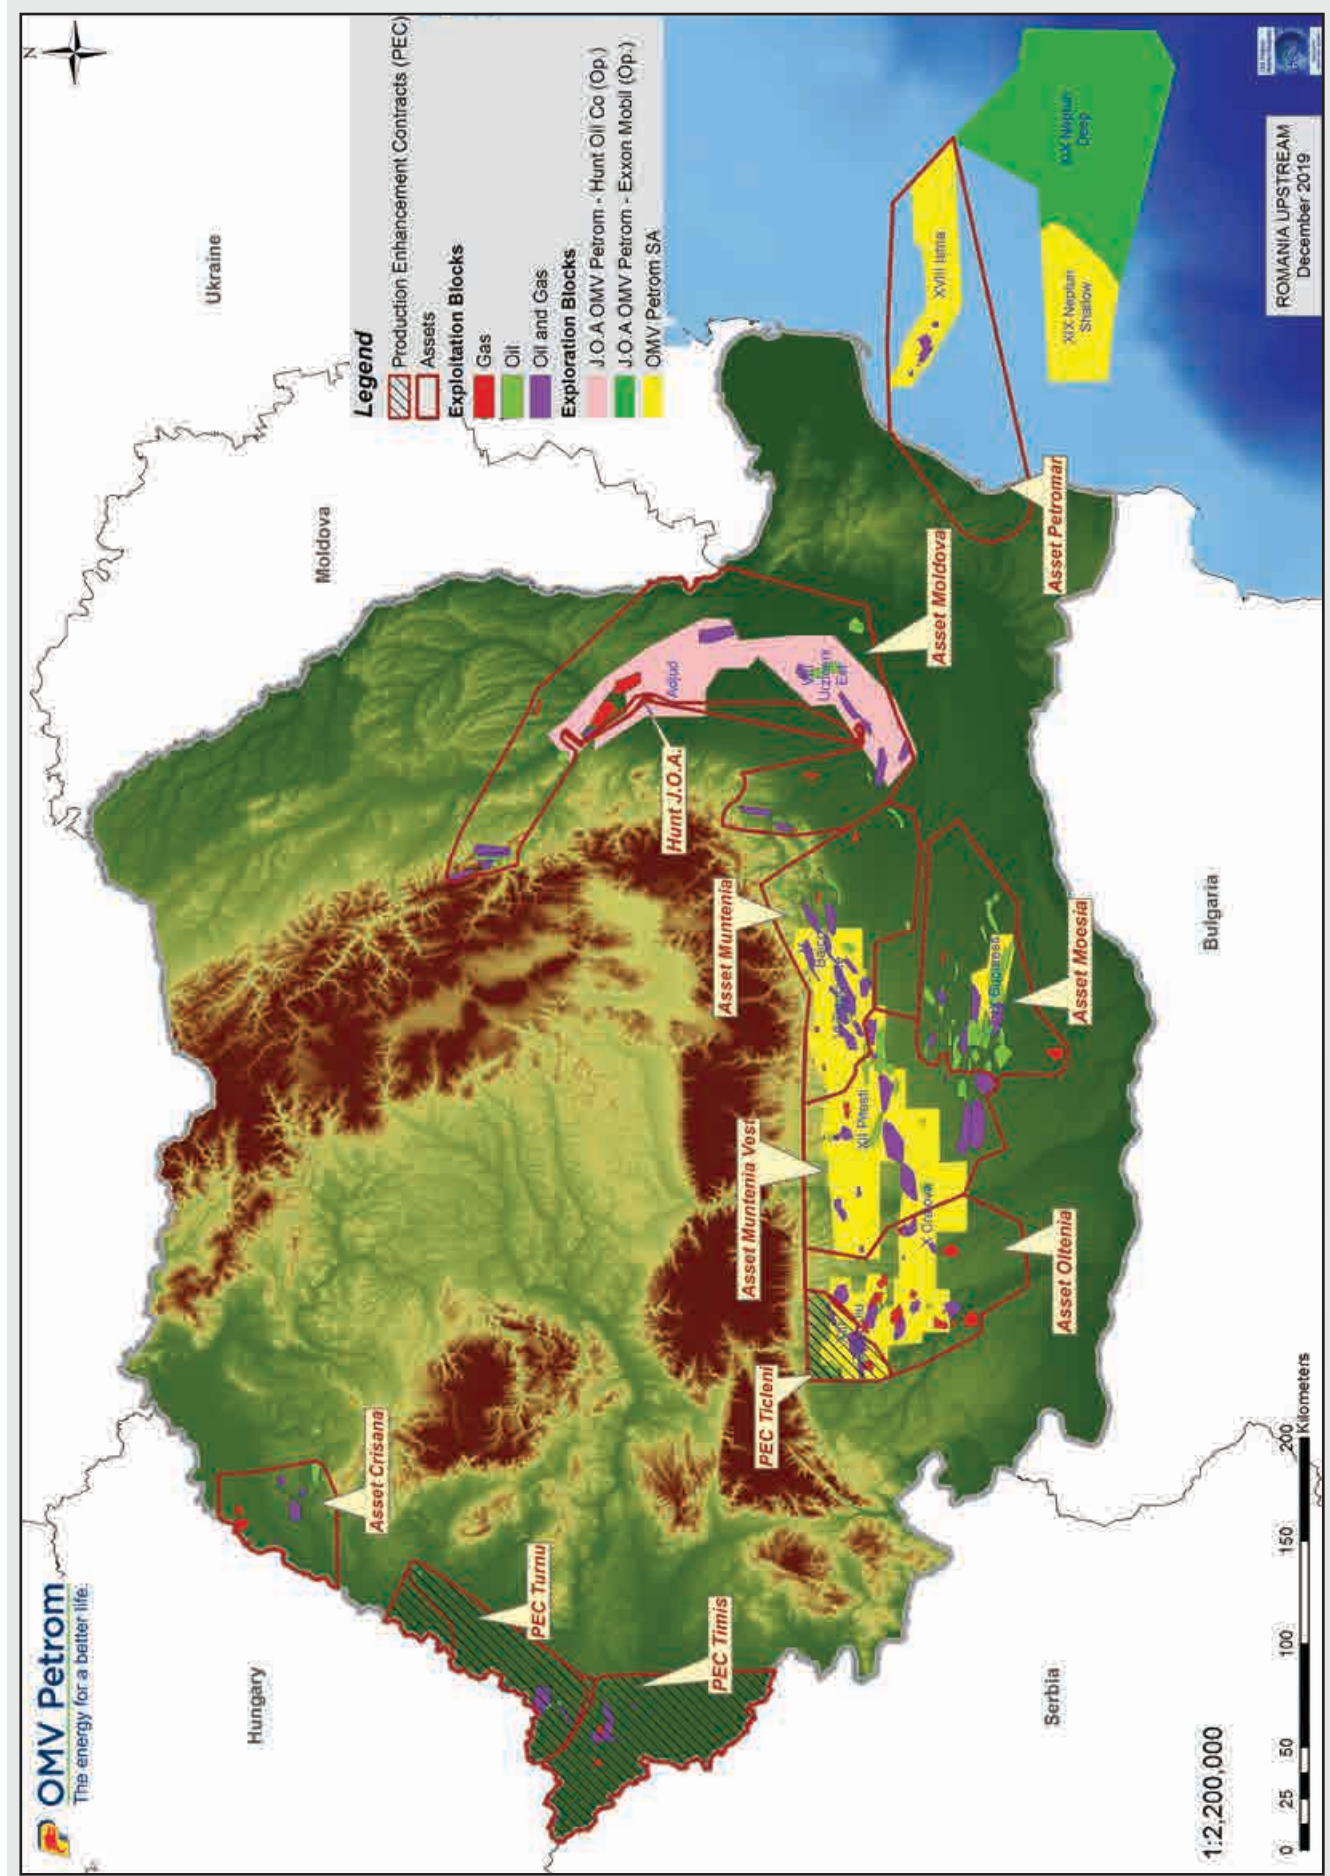 OMV Petrom
The energy for a better life.
N
Hungary
Ukraine
Moldova
Serbia
Bulgaria
Legend
Production Enhancement Contracts (PEC)
Assets
Exploitation Blocks
Gas
Oil
Oil and Gas
Exploration Blocks
J.O.A OMV Petrom - Hunt Oil Co (Op.)
J.O.A OMV Petrom - Exxon Mobil (Op.)
OMV Petrom SA
Asset Crisana
PEC Turnu
PEC Timis
PEC Ticleni
Asset Muntenia Vest
Asset Muntenia
Hunt J.O.A.
Asset Moldova
Asset Petromar
Asset Moesia
Asset Oltenia
Adjud
Est
XII Pitesti
X Craiova
XVIII Istria
XIX Neptun
Shallow
XIX Neptun
Deep
1:2,200,000
0 25 50 100 150 200
Kilometers
ROMANIA UPSTREAM
December 2019